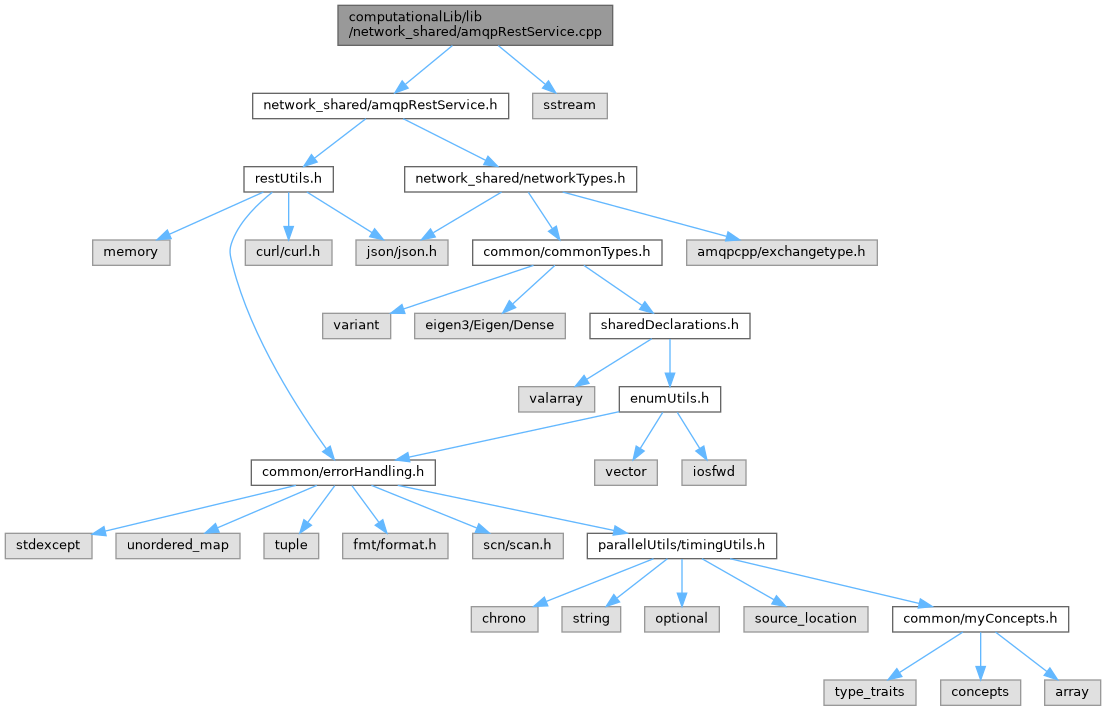 computationalLib/lib
/network_shared/amqpRestService.cpp
network_shared/amqpRestService.h
sstream
restUtils.h
network_shared/networkTypes.h
memory
curl/curl.h
json/json.h
common/commonTypes.h
amqpcpp/exchangetype.h
variant
eigen3/Eigen/Dense
sharedDeclarations.h
valarray
enumUtils.h
common/errorHandling.h
vector
iosfwd
stdexcept
unordered_map
tuple
fmt/format.h
scn/scan.h
parallelUtils/timingUtils.h
chrono
string
optional
source_location
common/myConcepts.h
type_traits
concepts
array